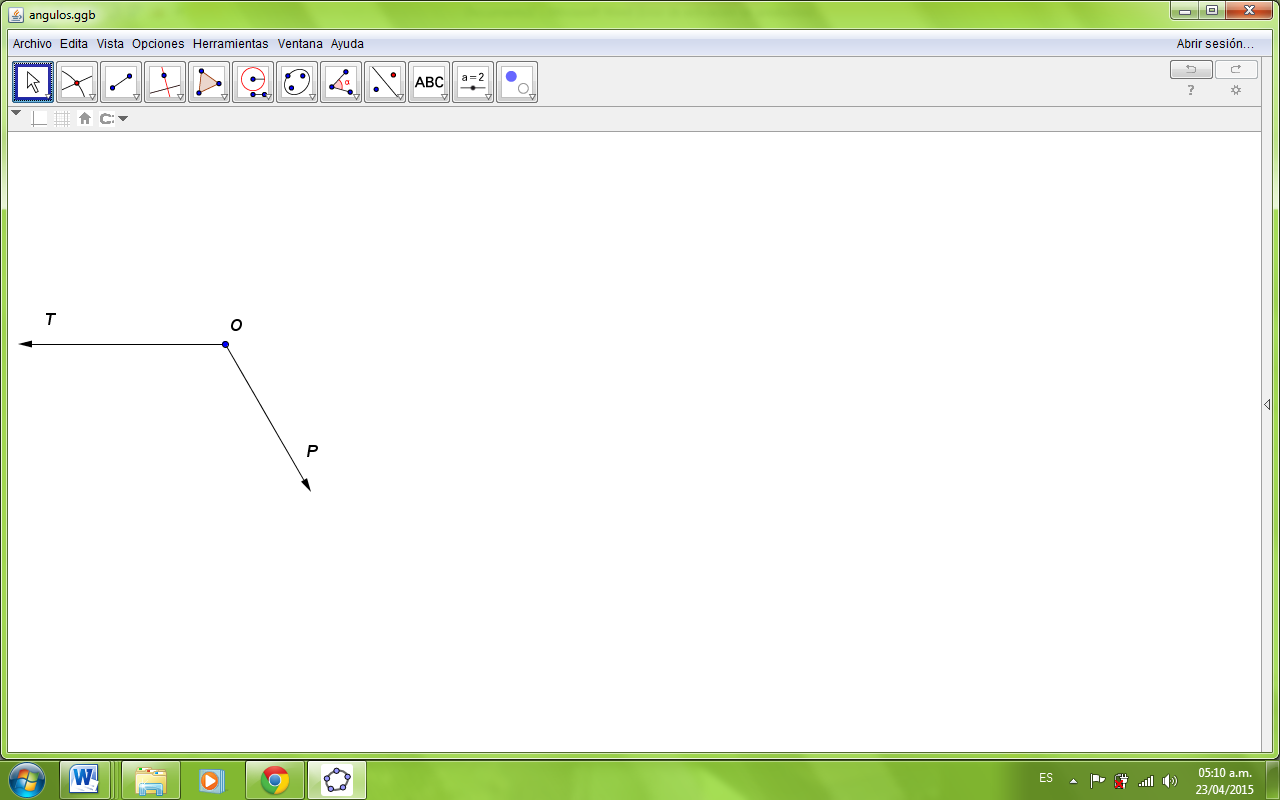 angulos.ggb
Archivo Edita Vista Opciones Herramientas Ventana Ayuda Abrir sesión...
ABC a = 2
?
T
O
P
ES 05:10 a.m.
23/04/2015